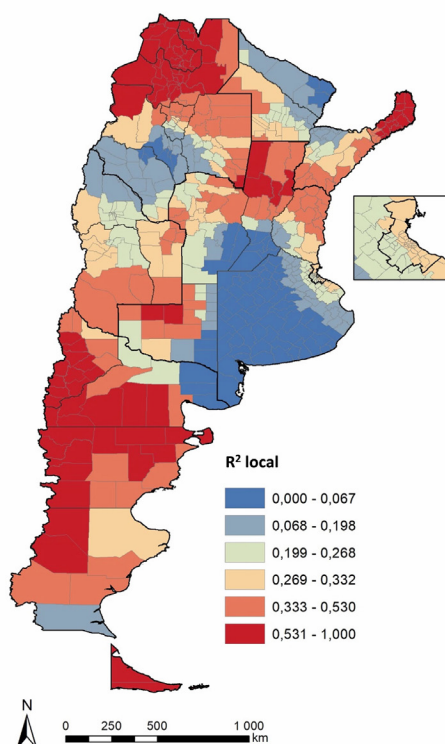 R² local
0,000 - 0,067
0,068 - 0,198
0,199 - 0,268
0,269 - 0,332
0,333 - 0,530
0,531 - 1,000
N
0 250 500 1 000
km